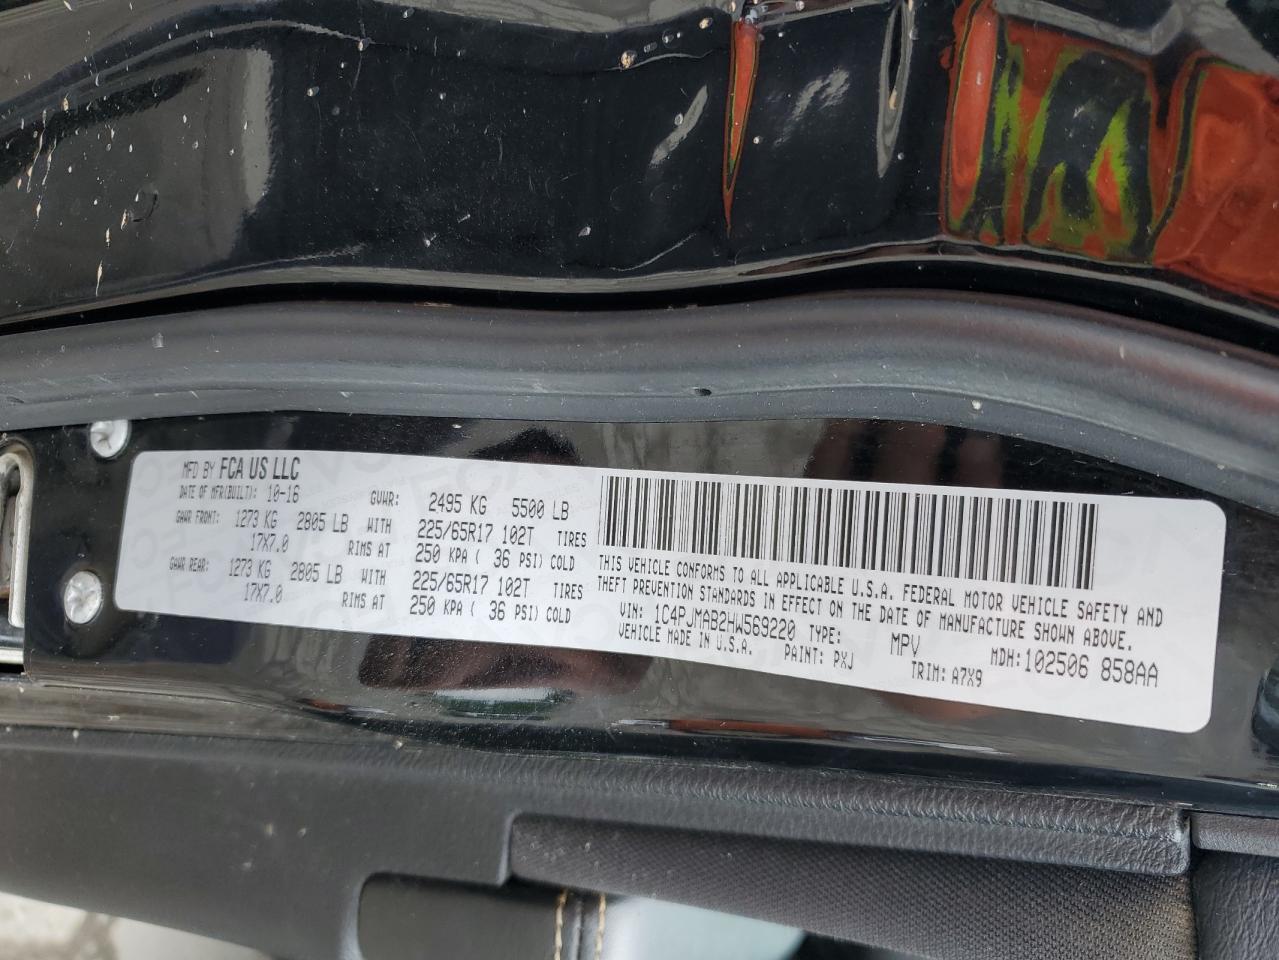 MFD BY FCA US LLC
DATE OF MFR(BUILT): 10-16 GVWR: 2495 KG 5500 LB
GAWR FRONT: 1273 KG 2805 LB WITH 225/65R17 102T TIRES
17X7.0 RIMS AT 250 KPA ( 36 PSI) COLD
GAWR REAR: 1273 KG 2805 LB WITH 225/65R17 102T TIRES
17X7.0 RIMS AT 250 KPA ( 36 PSI) COLD
THIS VEHICLE CONFORMS TO ALL APPLICABLE U.S.A. FEDERAL MOTOR VEHICLE SAFETY AND
THEFT PREVENTION STANDARDS IN EFFECT ON THE DATE OF MANUFACTURE SHOWN ABOVE.
VIN: 1C4PJMAB2HW569220 TYPE: MPV MDH: 102506 858AA
VEHICLE MADE IN U.S.A. PAINT: PXJ TRIM: A7X9